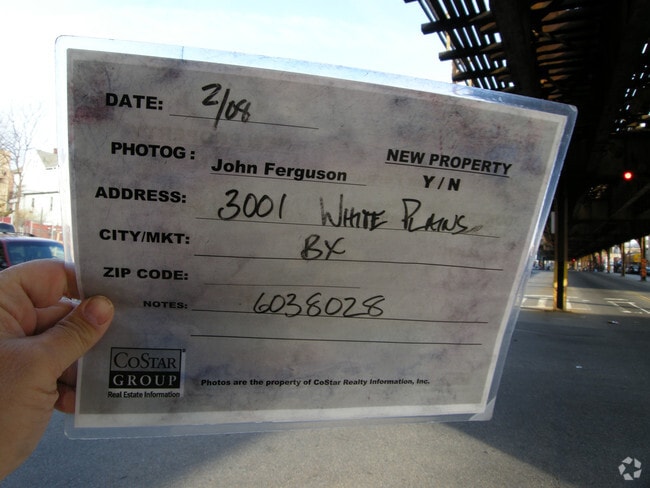 DATE: 2/08
PHOTOG: John Ferguson
NEW PROPERTY
Y / N
ADDRESS: 3001 WHITE PLAINS
CITY/MKT: BX
ZIP CODE:
NOTES: 6038028
COSTAR
GROUP
Real Estate Information
Photos are the property of CoStar Realty Information, Inc.